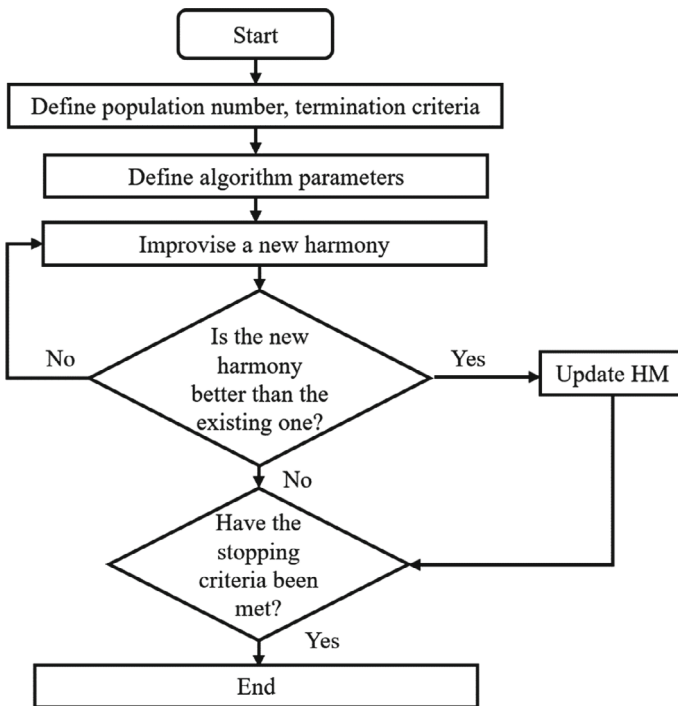 Start
Define population number, termination criteria
Define algorithm parameters
Improvise a new harmony
Is the new
harmony
better than the
existing one?
No
Yes
Update HM
No
Have the
stopping
criteria been
met?
Yes
End